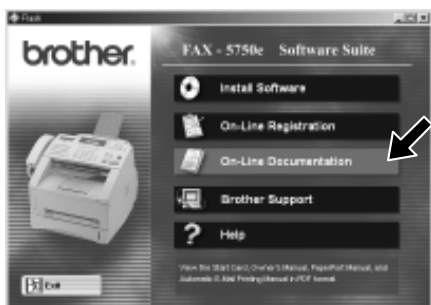 Flash
brother.
FAX - 5750e Software Suite
Install Software
On-Line Registration
On-Line Documentation
Brother Support
Help
View the Start Card, Owner's Manual, PaperPort Manual, and
Automatic E-Mail Printing Manual in PDF format.
Exit